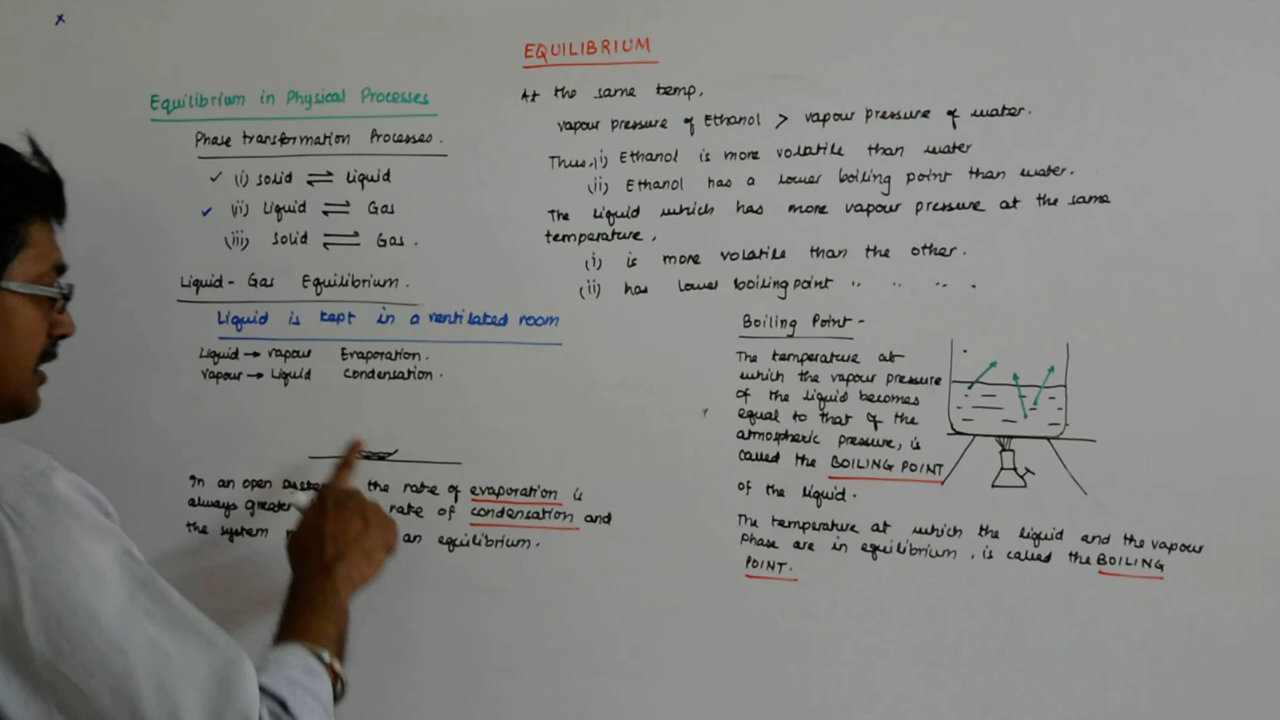 EQUILIBRIUM
Equilibrium in Physical Processes
Phase transformation Processes.
✓ (i) solid ⇌ Liquid
✓ (ii) Liquid ⇌ Gas
(iii) Solid ⇌ Gas.
Liquid - Gas Equilibrium.
Liquid is kept in a ventilated room
Liquid → vapour Evaporation.
vapour → Liquid Condensation.
In an open the rate of evaporation is
always greater rate of condensation and
the system an equilibrium.
At the same temp,
vapour pressure of Ethanol > vapour pressure of water.
Thus, (i) Ethanol is more volatile than water
(ii) Ethanol has a lower boiling point than water.
The liquid which has more vapour pressure at the same
temperature,
(i) is more volatile than the other.
(ii) has lower boiling point " " " .
Boiling Point -
The temperature at
which the vapour pressure
of the liquid becomes
equal to that of the
atmospheric pressure, is
called the BOILING POINT
of the liquid.
The temperature at which the liquid and the vapour
phase are in equilibrium, is called the BOILING
POINT.